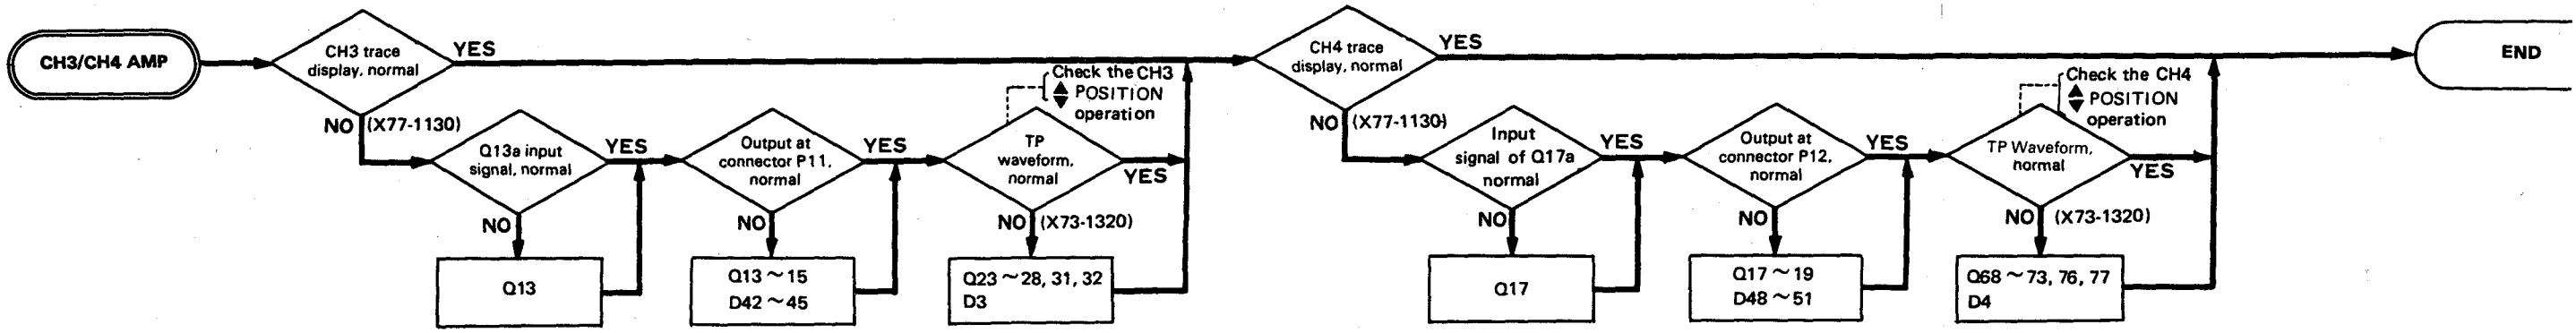 CH3/CH4 AMP
CH3 trace
display, normal
YES
NO
(X77-1130)
Q13a input
signal, normal
YES
NO
Q13
Output at
connector P11,
normal
YES
NO
Q13 ~ 15
D42 ~ 45
Check the CH3
▲
▼ POSITION
operation
TP
waveform,
normal
YES
NO
(X73-1320)
Q23 ~ 28, 31, 32
D3
CH4 trace
display, normal
YES
NO
(X77-1130)
Input
signal of Q17a
normal
YES
NO
Q17
Output at
connector P12,
normal
YES
NO
Q17 ~ 19
D48 ~ 51
Check the CH4
▲
▼ POSITION
operation
TP Waveform,
normal
YES
NO
(X73-1320)
Q68 ~ 73, 76, 77
D4
END